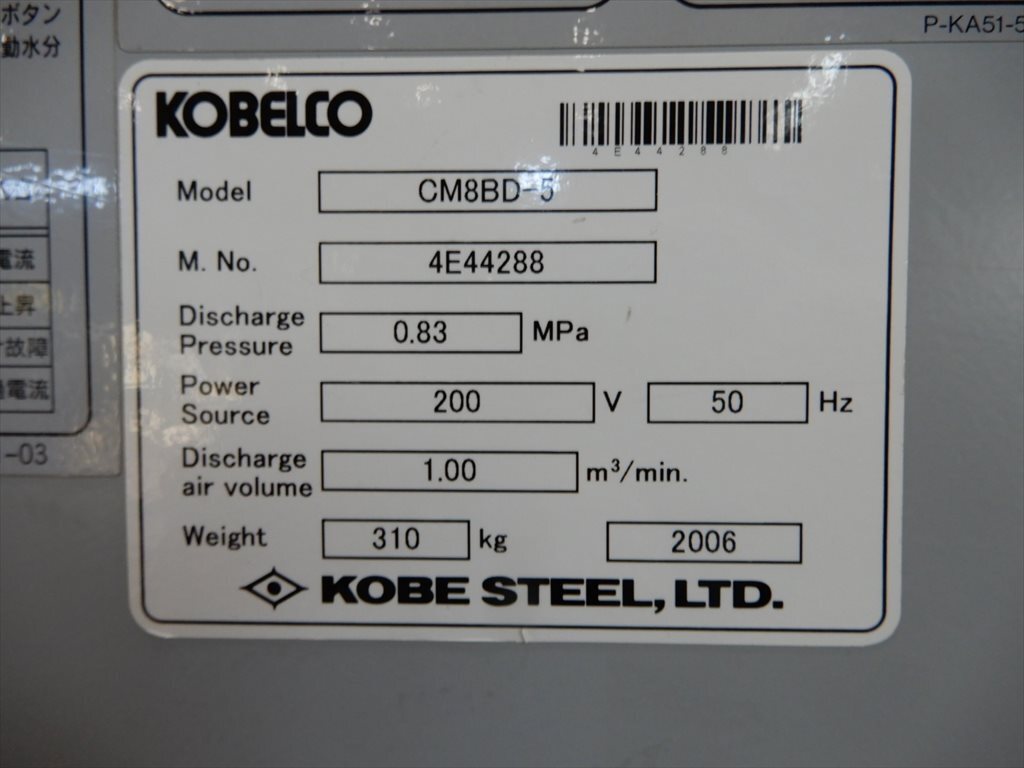 ボタン
動水分
P-KA51-5
KOBELCO
4E44288
Model CM8BD-5
M. No. 4E44288
Discharge
Pressure 0.83 MPa
Power
Source 200 V 50 Hz
Discharge
air volume 1.00 m³/min.
Weight 310 kg 2006
KOBE STEEL, LTD.
電流
上昇
故障
電流
-03